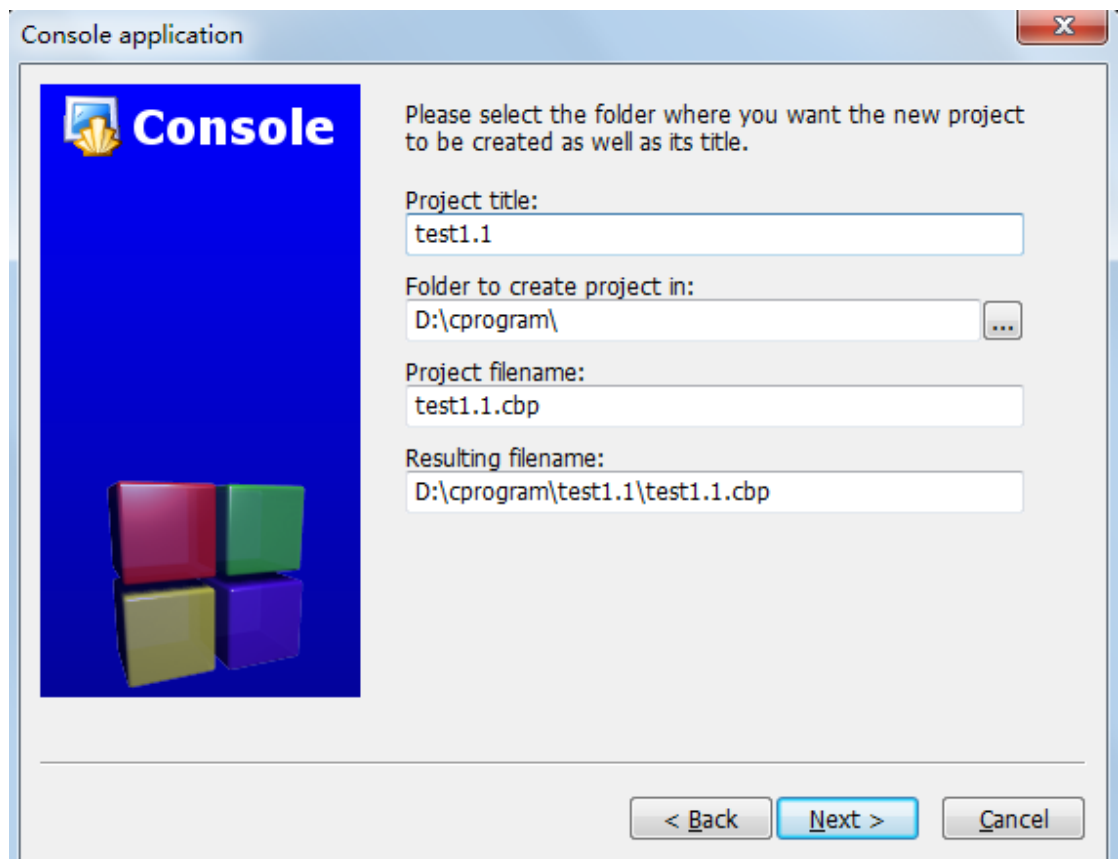 Console application
Console
Please select the folder where you want the new project
to be created as well as its title.
Project title:
test1.1
Folder to create project in:
D:\cprogram\
...
Project filename:
test1.1.cbp
Resulting filename:
D:\cprogram\test1.1\test1.1.cbp
< Back
Next >
Cancel